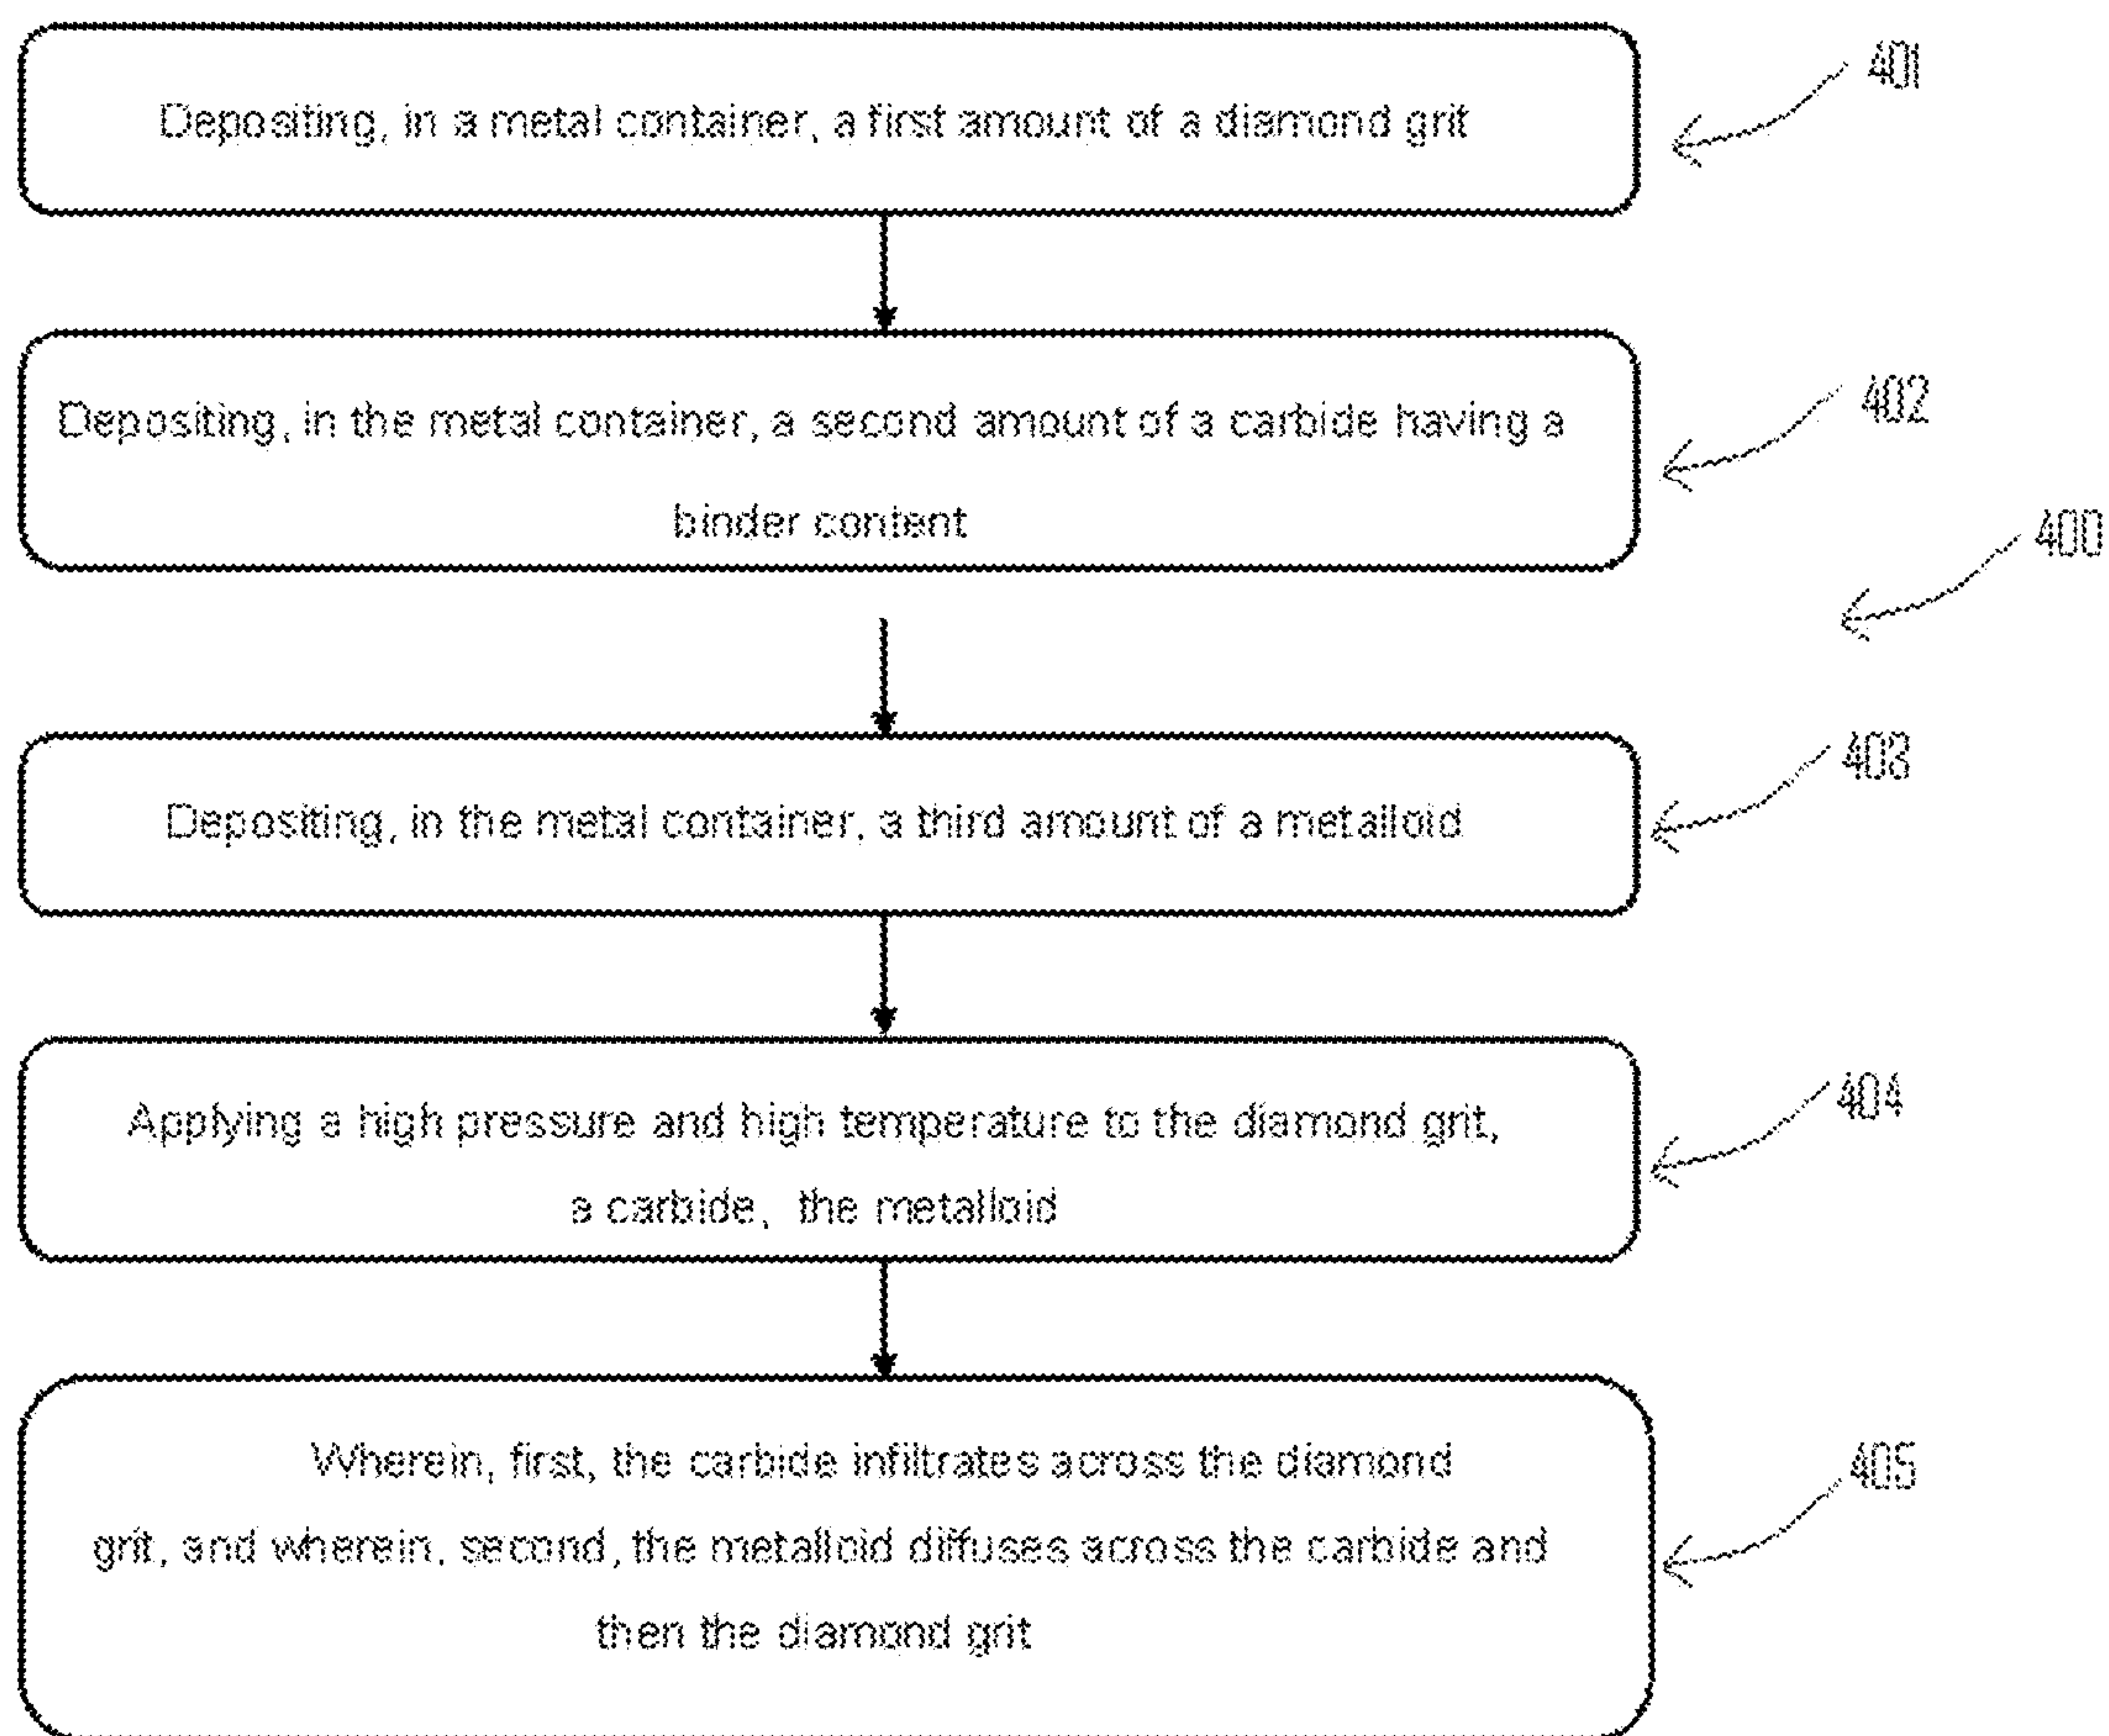 Depositing, in a metal container, a first amount of a diamond grit
401
Depositing, in the metal container, a second amount of a carbide having a
binder content
402
400
Depositing, in the metal container, a third amount of a metalloid
403
Applying a high pressure and high temperature to the diamond grit,
a carbide, the metalloid
404
Wherein, first, the carbide infiltrates across the diamond
grit, and wherein, second, the metalloid diffuses across the carbide and
then the diamond grit
405